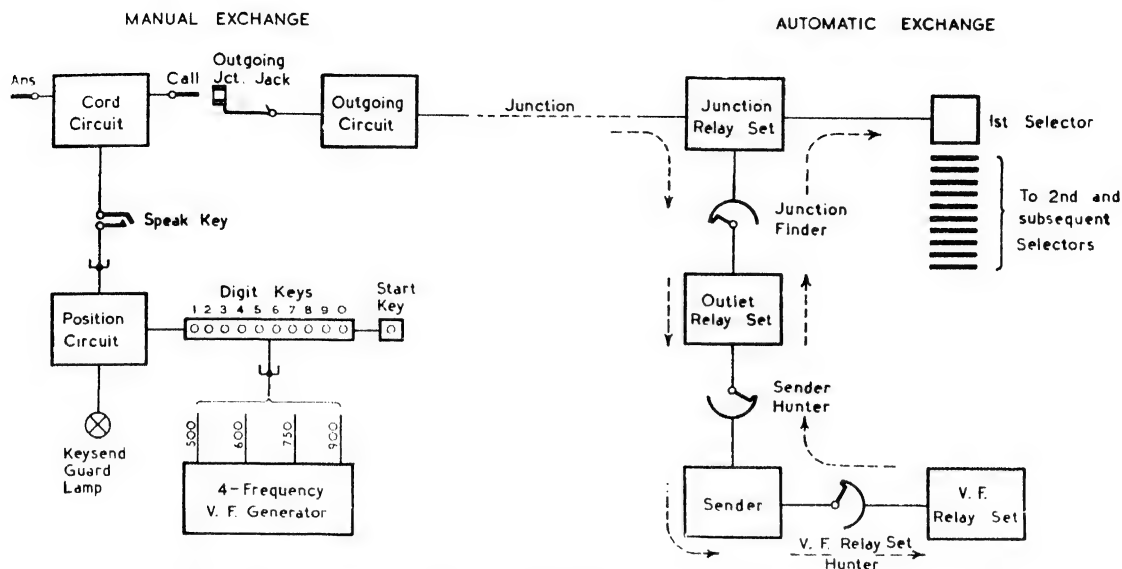 MANUAL EXCHANGE
AUTOMATIC EXCHANGE
Ans
Cord
Circuit
Call
Outgoing
Jct. Jack
Outgoing
Circuit
Junction
Junction
Relay Set
1st Selector
To 2nd and
subsequent
Selectors
Speak Key
Junction
Finder
Position
Circuit
Digit Keys
1 2 3 4 5 6 7 8 9 0
Start
Key
Outlet
Relay Set
Keysend
Guard
Lamp
500
600
750
900
4-Frequency
V. F. Generator
Sender
Hunter
Sender
V. F.
Relay Set
V. F. Relay Set
Hunter